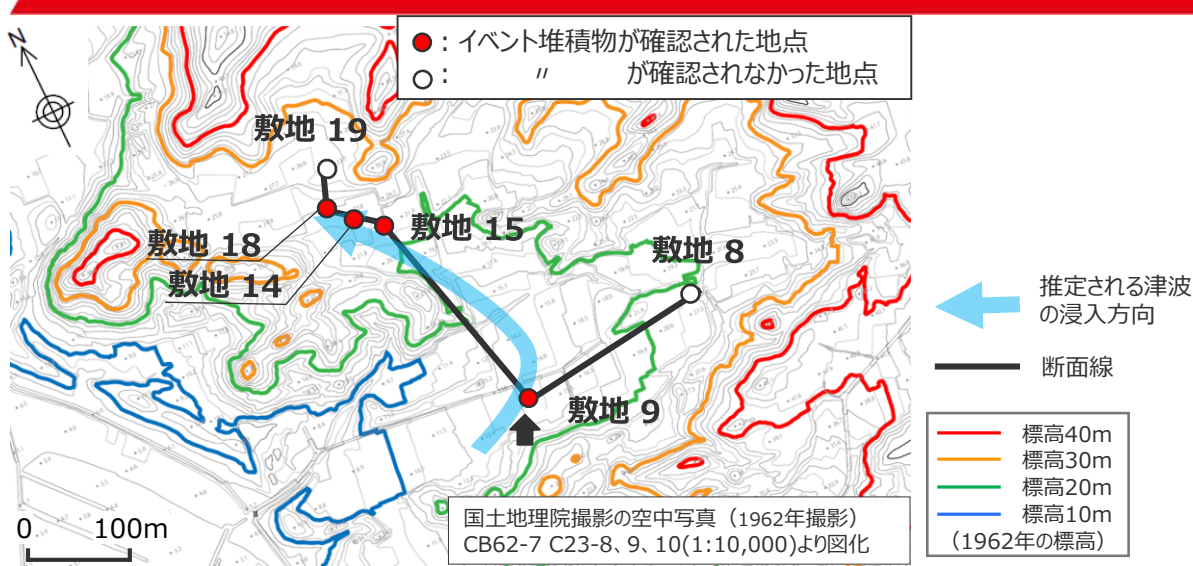 N
●：イベント堆積物が確認された地点
○：　　〃　　が確認されなかった地点
敷地 19
敷地 18
敷地 15
敷地 14
敷地 8
敷地 9
推定される津波
の浸入方向
断面線
標高40m
標高30m
標高20m
標高10m
（1962年の標高）
0　100m
国土地理院撮影の空中写真（1962年撮影）
CB62-7 C23-8、9、10(1:10,000)より図化